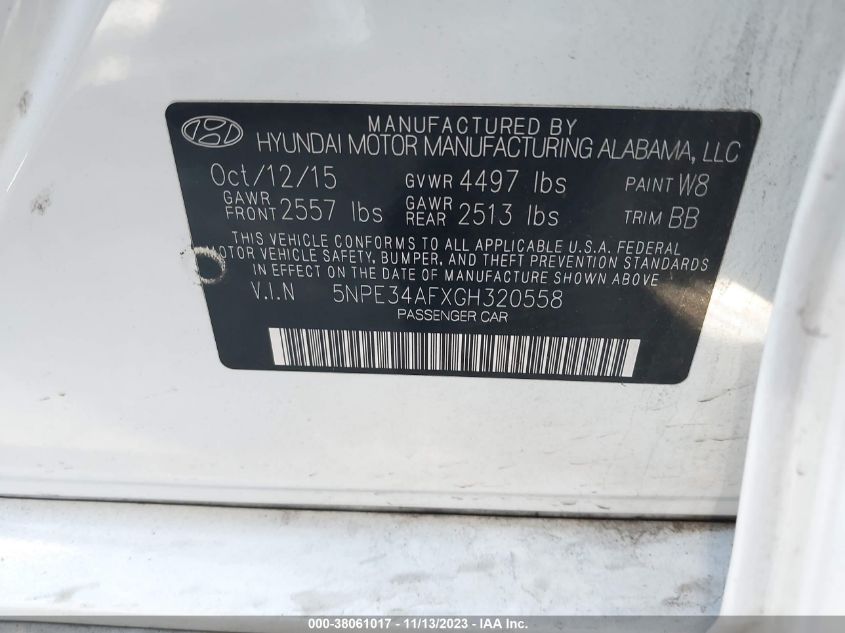 MANUFACTURED BY
HYUNDAI MOTOR MANUFACTURING ALABAMA, LLC
Oct/12/15 GVWR 4497 lbs PAINT W8
GAWR FRONT 2557 lbs GAWR REAR 2513 lbs TRIM BB
THIS VEHICLE CONFORMS TO ALL APPLICABLE U.S.A. FEDERAL
MOTOR VEHICLE SAFETY, BUMPER, AND THEFT PREVENTION STANDARDS
IN EFFECT ON THE DATE OF MANUFACTURE SHOWN ABOVE
V.I.N 5NPE34AFXGH320558
PASSENGER CAR
000-38061017 - 11/13/2023 - IAA Inc.